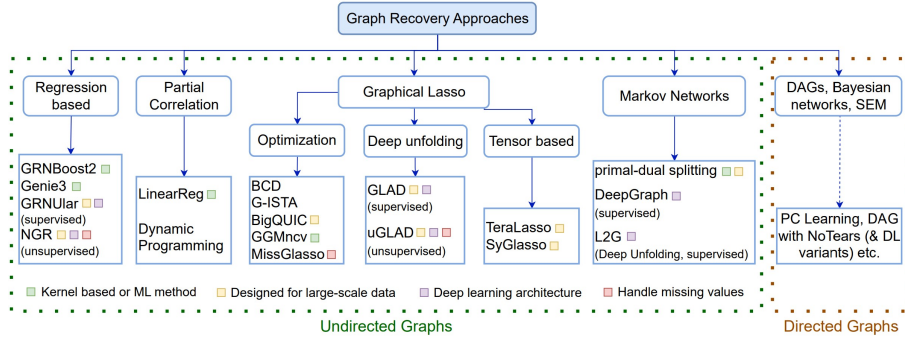 Graph Recovery Approaches
Regression
based
Partial
Correlation
Graphical Lasso
Markov Networks
DAGs, Bayesian
networks, SEM
Optimization
Deep unfolding
Tensor based
GRNBoost2
Genie3
GRNUlar
(supervised)
NGR
(unsupervised)
LinearReg
Dynamic
Programming
BCD
G-ISTA
BigQUIC
GGMncv
MissGlasso
GLAD
(supervised)
uGLAD
(unsupervised)
TeraLasso
SyGlasso
primal-dual splitting
DeepGraph
(supervised)
L2G
(Deep Unfolding, supervised)
PC Learning, DAG
with NoTears (& DL
variants) etc.
Kernel based or ML method
Designed for large-scale data
Deep learning architecture
Handle missing values
Undirected Graphs
Directed Graphs